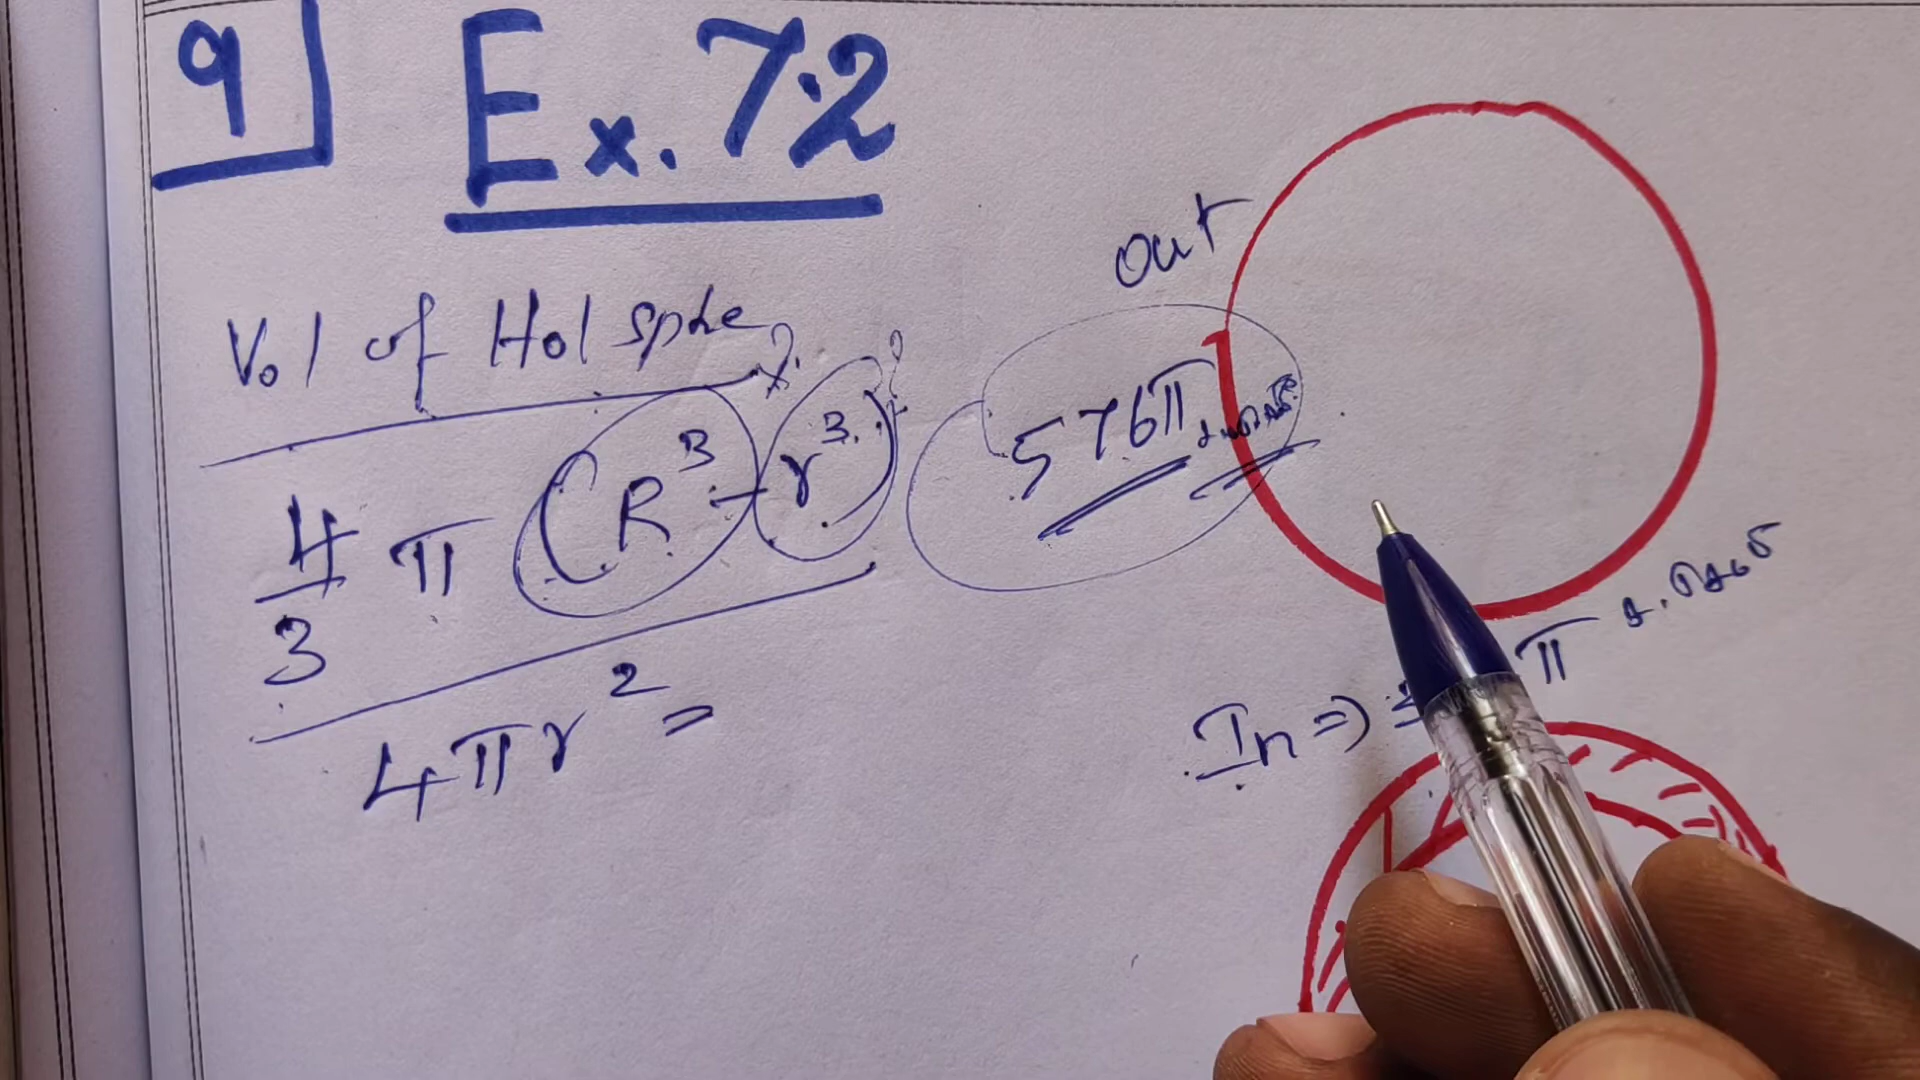 9
Ex. 7.2
Vol of Hol sphe
4/3 π (R³ - r³)
4πr² =
out
576π
In ⇒
π